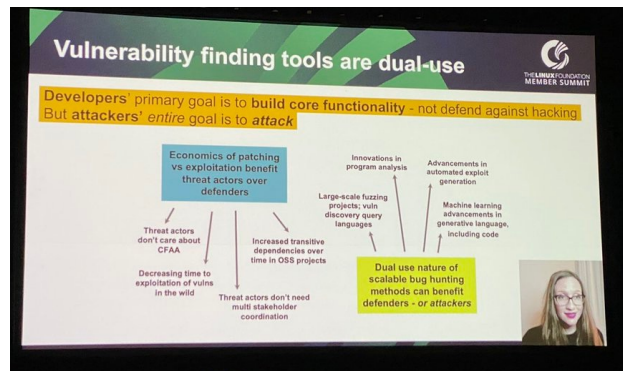 Vulnerability finding tools are dual-use
THE LINUX FOUNDATION
MEMBER SUMMIT
Developers' primary goal is to build core functionality - not defend against hacking
But attackers' entire goal is to attack
Economics of patching
vs exploitation benefit
threat actors over
defenders
Threat actors
don't care about
CFAA
Decreasing time to
exploitation of vulns
in the wild
Threat actors don't need
multi stakeholder
coordination
Increased transitive
dependencies over
time in OSS projects
Innovations in
program analysis
Advancements in
automated exploit
generation
Large-scale fuzzing
projects; vuln
discovery query
languages
Machine learning
advancements in
generative language,
including code
Dual use nature of
scalable bug hunting
methods can benefit
defenders - or attackers